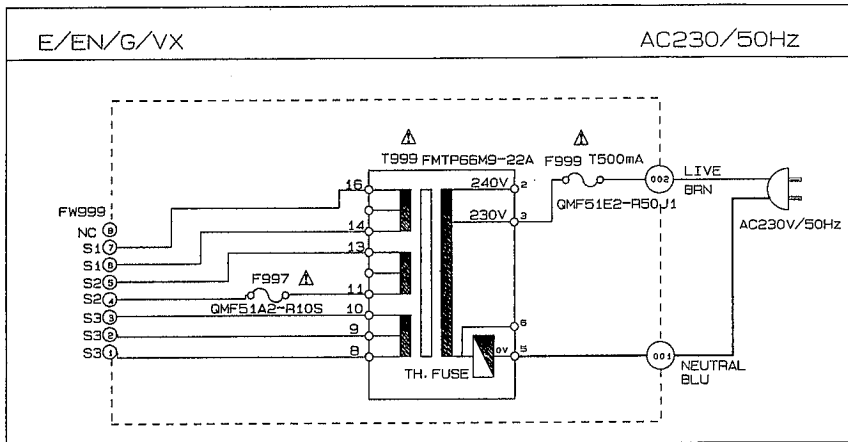 E/EN/G/VX
AC230/50Hz
T999 FMTP66M9-22A
F999 T500mA
QMF51E2-R50J1
002
LIVE
BRN
AC230V/50Hz
240V 2
230V 3
16
14
13
11
10
9
8
FW999
NC 8
S1 7
S1 6
S2 5
S2 4
S3 3
S3 2
S3 1
F997
QMF51A2-R10S
6
0V 5
TH. FUSE
001
NEUTRAL
BLU